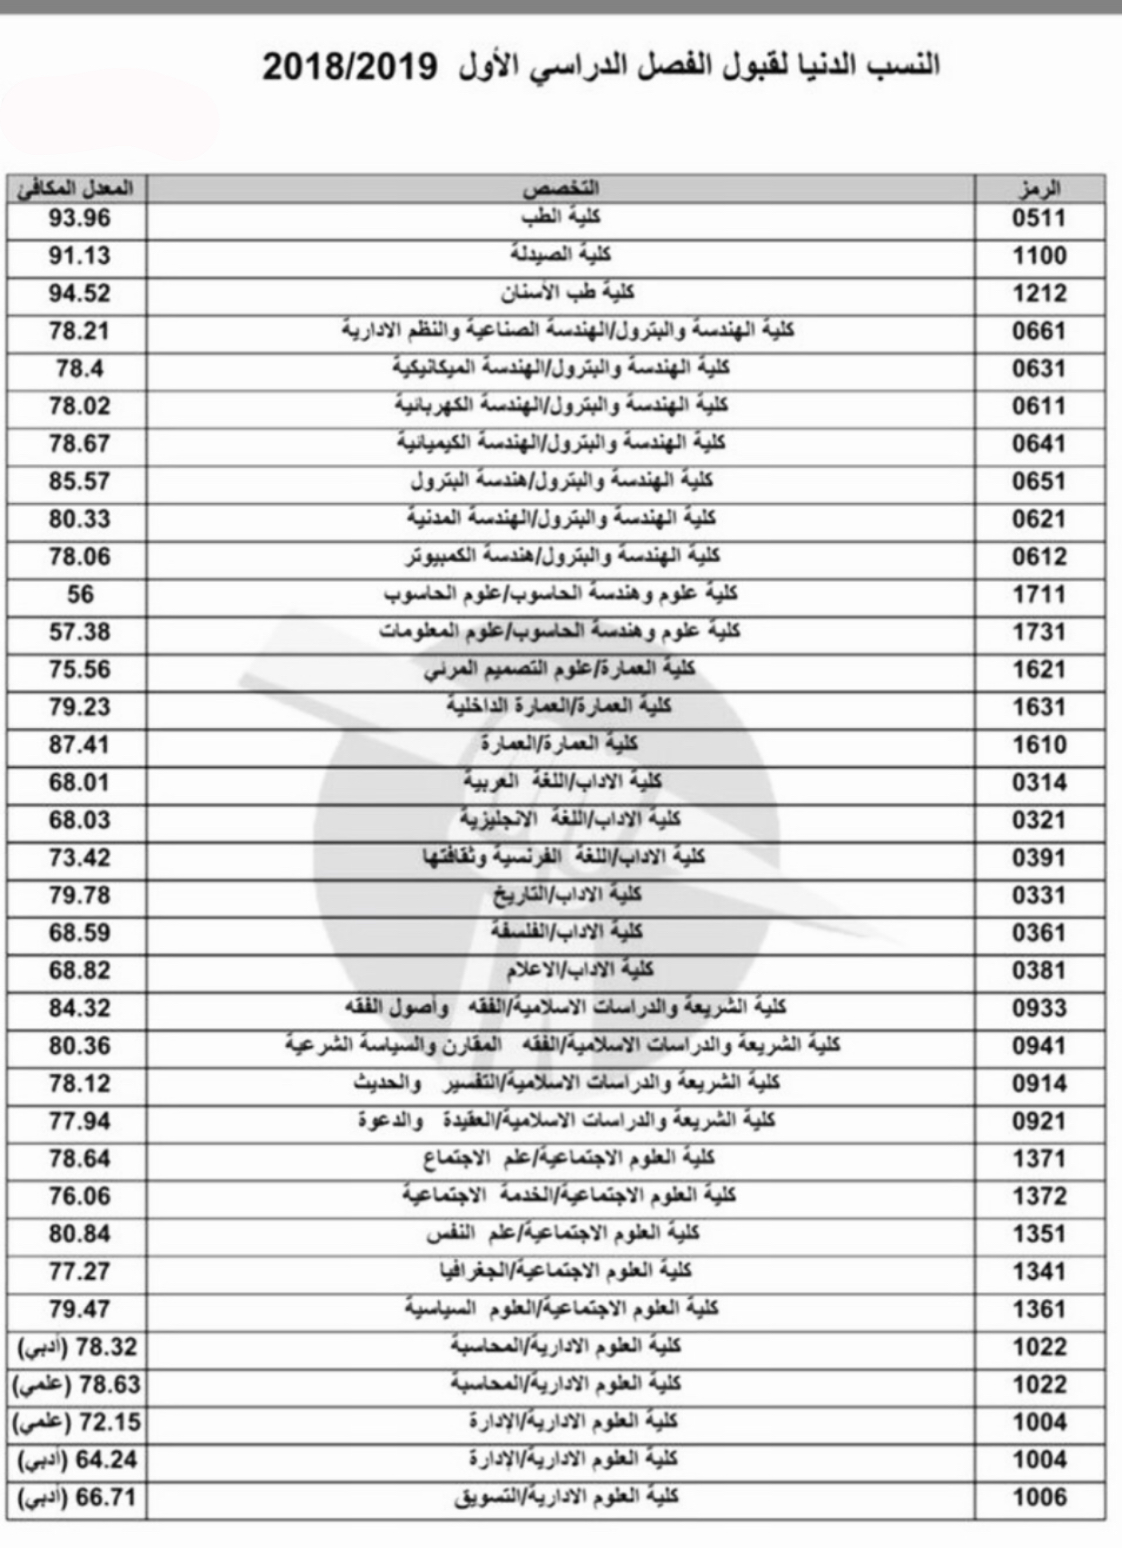 النسب الدنيا لقبول الفصل الدراسي الأول 2018/2019
الرمز التخصص المعدل المكافئ
0511 كلية الطب 93.96
1100 كلية الصيدلة 91.13
1212 كلية طب الأسنان 94.52
0661 كلية الهندسة والبترول/الهندسة الصناعية والنظم الادارية 78.21
0631 كلية الهندسة والبترول/الهندسة الميكانيكية 78.4
0611 كلية الهندسة والبترول/الهندسة الكهربائية 78.02
0641 كلية الهندسة والبترول/الهندسة الكيميائية 78.67
0651 كلية الهندسة والبترول/هندسة البترول 85.57
0621 كلية الهندسة والبترول/الهندسة المدنية 80.33
0612 كلية الهندسة والبترول/هندسة الكمبيوتر 78.06
1711 كلية علوم وهندسة الحاسوب/علوم الحاسوب 56
1731 كلية علوم وهندسة الحاسوب/علوم المعلومات 57.38
1621 كلية العمارة/علوم التصميم المرئي 75.56
1631 كلية العمارة/العمارة الداخلية 79.23
1610 كلية العمارة/العمارة 87.41
0314 كلية الاداب/اللغة العربية 68.01
0321 كلية الاداب/اللغة الانجليزية 68.03
0391 كلية الاداب/اللغة الفرنسية وثقافتها 73.42
0331 كلية الاداب/التاريخ 79.78
0361 كلية الاداب/الفلسفة 68.59
0381 كلية الاداب/الاعلام 68.82
0933 كلية الشريعة والدراسات الاسلامية/الفقه وأصول الفقه 84.32
0941 كلية الشريعة والدراسات الاسلامية/الفقه المقارن والسياسة الشرعية 80.36
0914 كلية الشريعة والدراسات الاسلامية/التفسير والحديث 78.12
0921 كلية الشريعة والدراسات الاسلامية/العقيدة والدعوة 77.94
1371 كلية العلوم الاجتماعية/علم الاجتماع 78.64
1372 كلية العلوم الاجتماعية/الخدمة الاجتماعية 76.06
1351 كلية العلوم الاجتماعية/علم النفس 80.84
1341 كلية العلوم الاجتماعية/الجغرافيا 77.27
1361 كلية العلوم الاجتماعية/العلوم السياسية 79.47
1022 كلية العلوم الادارية/المحاسبة 78.32 (أدبي)
1022 كلية العلوم الادارية/المحاسبة 78.63 (علمي)
1004 كلية العلوم الادارية/الإدارة 72.15 (علمي)
1004 كلية العلوم الادارية/الإدارة 64.24 (أدبي)
1006 كلية العلوم الادارية/التسويق 66.71 (أدبي)